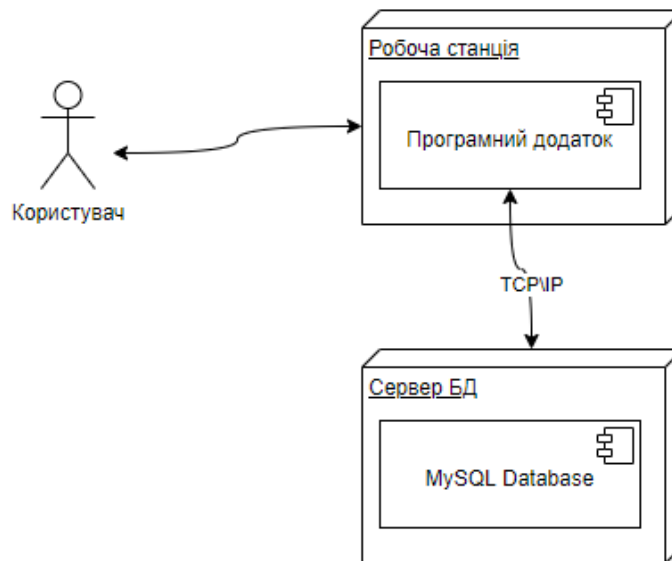 Робоча станція
Програмний додаток
Користувач
TCP\IP
Сервер БД
MySQL Database